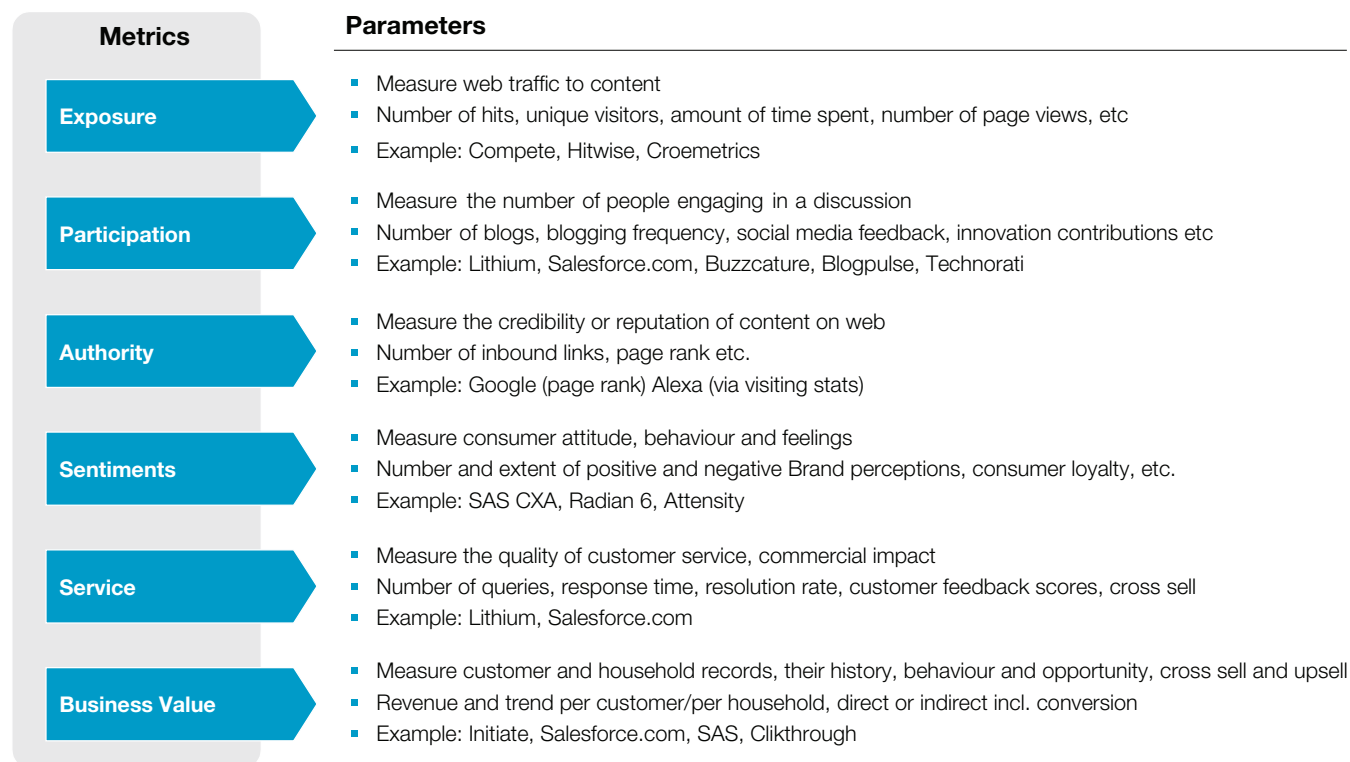 Metrics
Parameters
Exposure
Measure web traffic to content
Number of hits, unique visitors, amount of time spent, number of page views, etc
Example: Compete, Hitwise, Croemetrics
Participation
Measure the number of people engaging in a discussion
Number of blogs, blogging frequency, social media feedback, innovation contributions etc
Example: Lithium, Salesforce.com, Buzzcature, Blogpulse, Technorati
Authority
Measure the credibility or reputation of content on web
Number of inbound links, page rank etc.
Example: Google (page rank) Alexa (via visiting stats)
Sentiments
Measure consumer attitude, behaviour and feelings
Number and extent of positive and negative Brand perceptions, consumer loyalty, etc.
Example: SAS CXA, Radian 6, Attensity
Service
Measure the quality of customer service, commercial impact
Number of queries, response time, resolution rate, customer feedback scores, cross sell
Example: Lithium, Salesforce.com
Business Value
Measure customer and household records, their history, behaviour and opportunity, cross sell and upsell
Revenue and trend per customer/per household, direct or indirect incl. conversion
Example: Initiate, Salesforce.com, SAS, Clikthrough